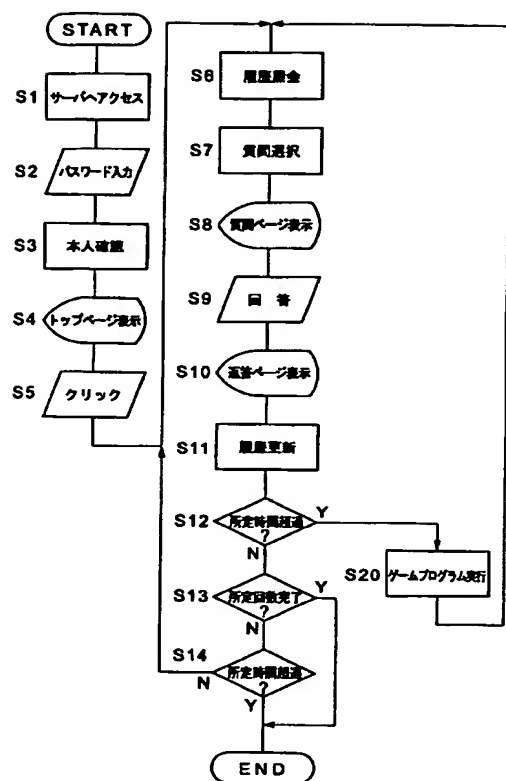 START
S1 サーバへアクセス
S2 パスワード入力
S3 本人確認
S4 トップページ表示
S5 クリック
S6 履歴照会
S7 質問選択
S8 質問ページ表示
S9 回答
S10 返答ページ表示
S11 履歴更新
S12 所定時間超過
?
Y
N
S20 ゲームプログラム実行
S13 所定回数完了
?
Y
N
S14 所定時間超過
?
N
Y
END